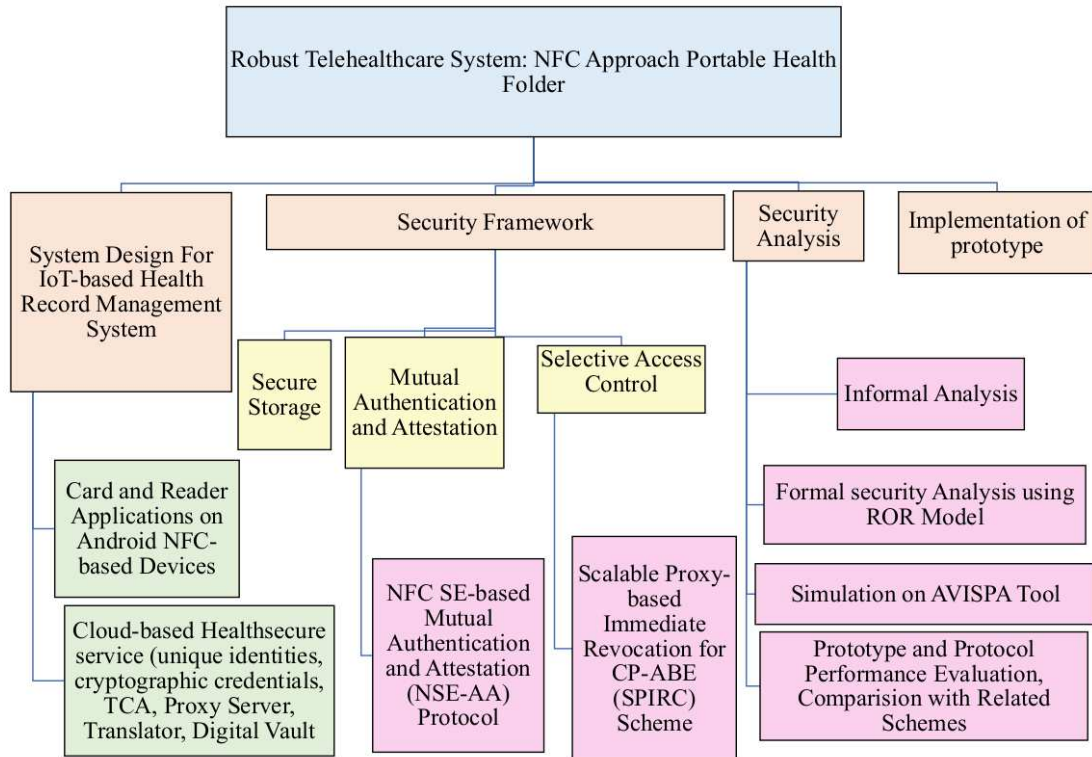 Robust Telehealthcare System: NFC Approach Portable Health
Folder
System Design For
IoT-based Health
Record Management
System
Security Framework
Security
Analysis
Implementation of
prototype
Secure
Storage
Mutual
Authentication
and Attestation
Selective Access
Control
Informal Analysis
Card and Reader
Applications on
Android NFC-
based Devices
Formal security Analysis using
ROR Model
NFC SE-based
Mutual
Authentication
and Attestation
(NSE-AA)
Protocol
Scalable Proxy-
based
Immediate
Revocation for
CP-ABE
(SPIRC)
Scheme
Simulation on AVISPA Tool
Cloud-based Healthsecure
service (unique identities,
cryptographic credentials,
TCA, Proxy Server,
Translator, Digital Vault
Prototype and Protocol
Performance Evaluation,
Comparision with Related
Schemes